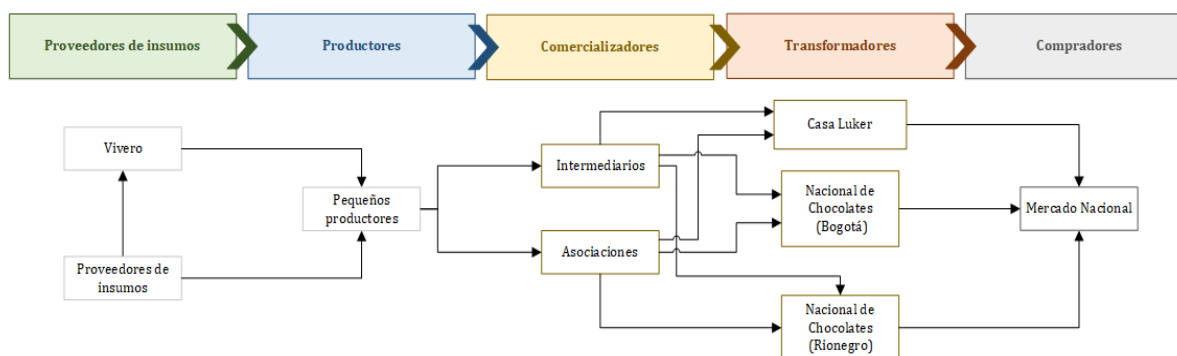 Proveedores de insumos
Productores
Comercializadores
Transformadores
Compradores
Casa Luker
Vivero
Intermediarios
Pequeños
productores
Nacional de
Chocolates
(Bogotá)
Mercado Nacional
Asociaciones
Proveedores de
insumos
Nacional de
Chocolates
(Rionegro)